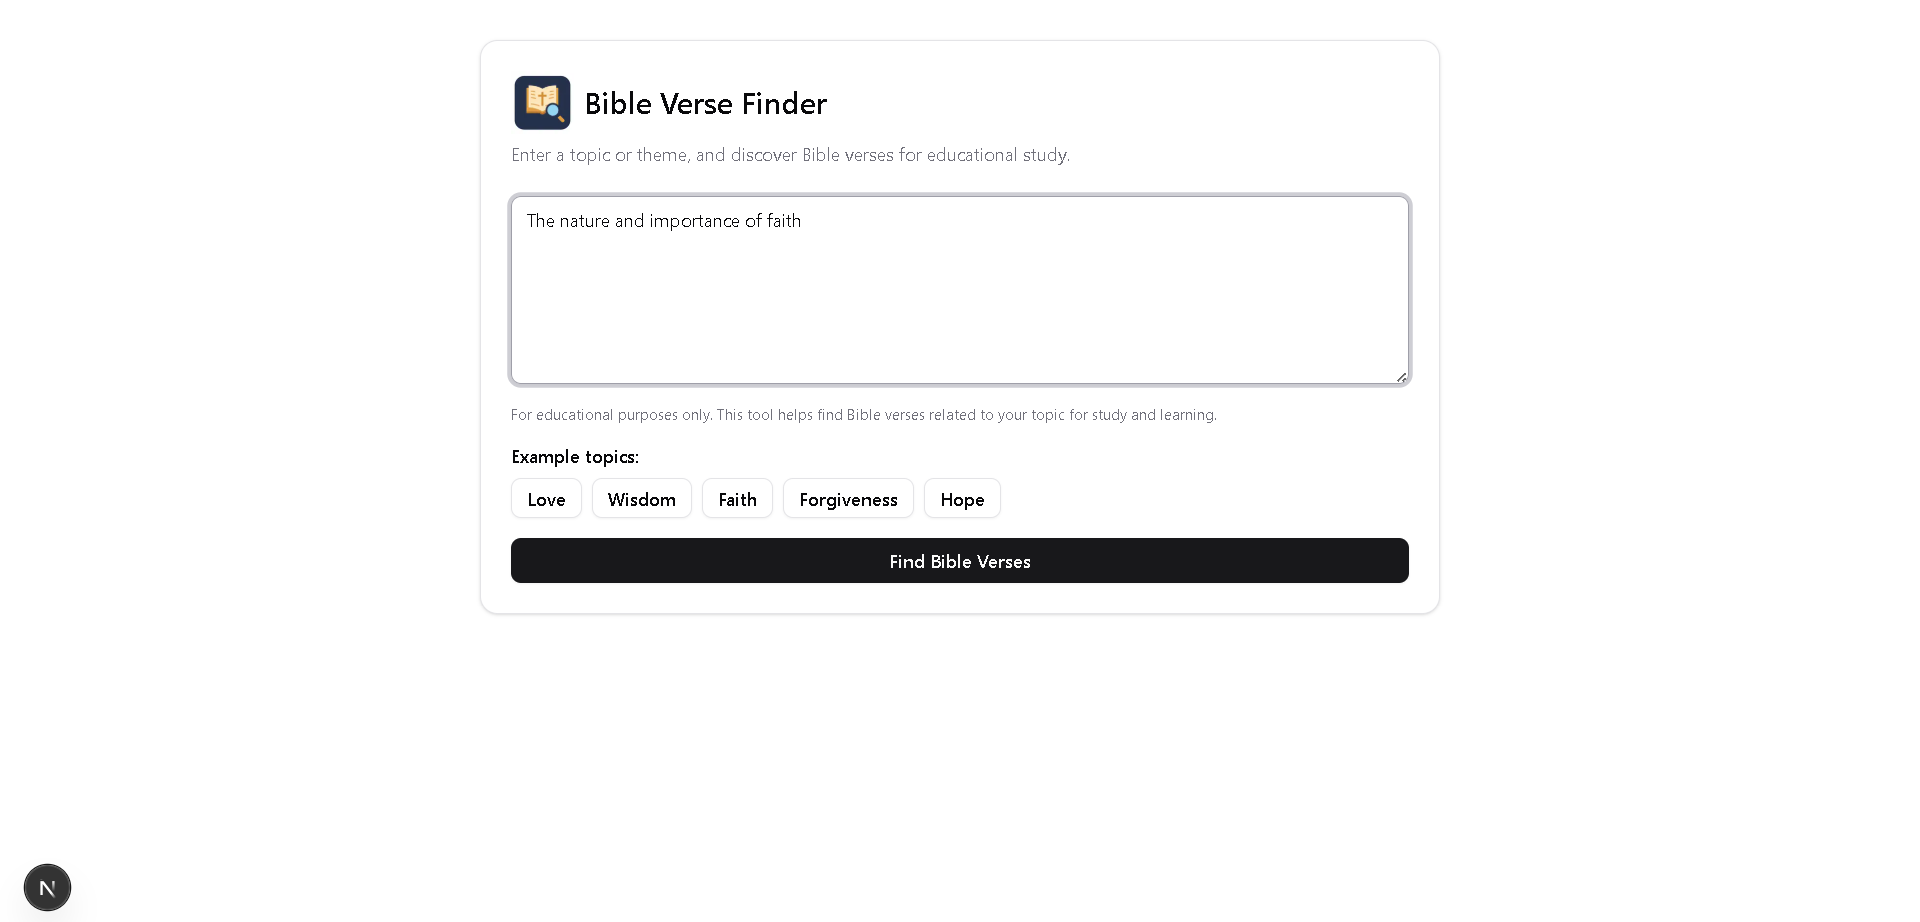 Bible Verse Finder
Enter a topic or theme, and discover Bible verses for educational study.
The nature and importance of faith
For educational purposes only. This tool helps find Bible verses related to your topic for study and learning.
Example topics:
Love Wisdom Faith Forgiveness Hope
Find Bible Verses
N